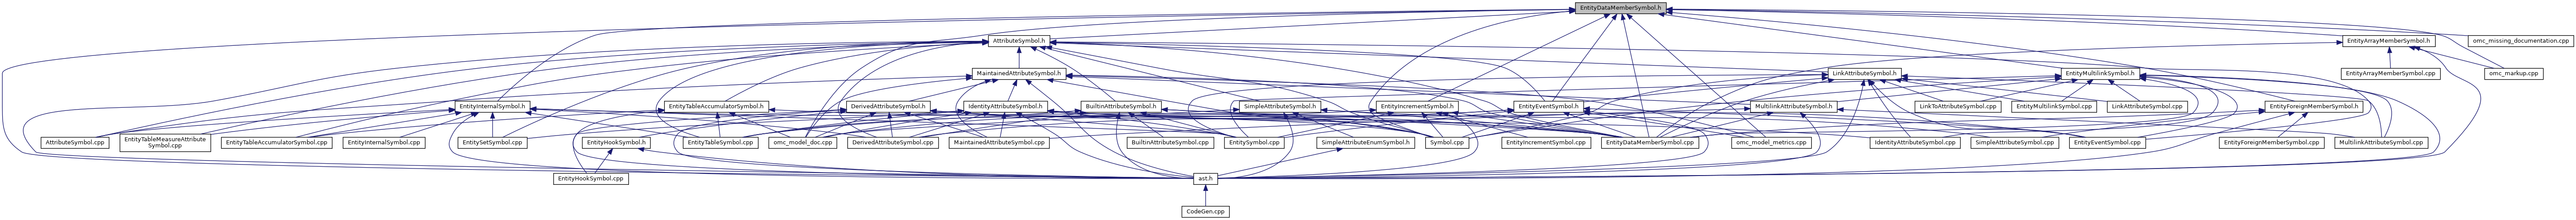 EntityDataMemberSymbol.h
AttributeSymbol.h
EntityArrayMemberSymbol.h
omc_missing_documentation.cpp
MaintainedAttributeSymbol.h
LinkAttributeSymbol.h
EntityMultilinkSymbol.h
EntityArrayMemberSymbol.cpp
omc_markup.cpp
EntityInternalSymbol.h
EntityTableAccumulatorSymbol.h
DerivedAttributeSymbol.h
IdentityAttributeSymbol.h
BuiltinAttributeSymbol.h
SimpleAttributeSymbol.h
EntityIncrementSymbol.h
EntityEventSymbol.h
MultilinkAttributeSymbol.h
LinkToAttributeSymbol.cpp
EntityMultilinkSymbol.cpp
LinkAttributeSymbol.cpp
EntityForeignMemberSymbol.h
AttributeSymbol.cpp
EntityTableMeasureAttribute
Symbol.cpp
EntityTableAccumulatorSymbol.cpp
EntityInternalSymbol.cpp
EntitySetSymbol.cpp
EntityHookSymbol.h
EntityTableSymbol.cpp
omc_model_doc.cpp
DerivedAttributeSymbol.cpp
MaintainedAttributeSymbol.cpp
BuiltinAttributeSymbol.cpp
EntitySymbol.cpp
SimpleAttributeEnumSymbol.h
Symbol.cpp
EntityIncrementSymbol.cpp
EntityDataMemberSymbol.cpp
omc_model_metrics.cpp
IdentityAttributeSymbol.cpp
SimpleAttributeSymbol.cpp
EntityEventSymbol.cpp
EntityForeignMemberSymbol.cpp
MultilinkAttributeSymbol.cpp
EntityHookSymbol.cpp
ast.h
CodeGen.cpp